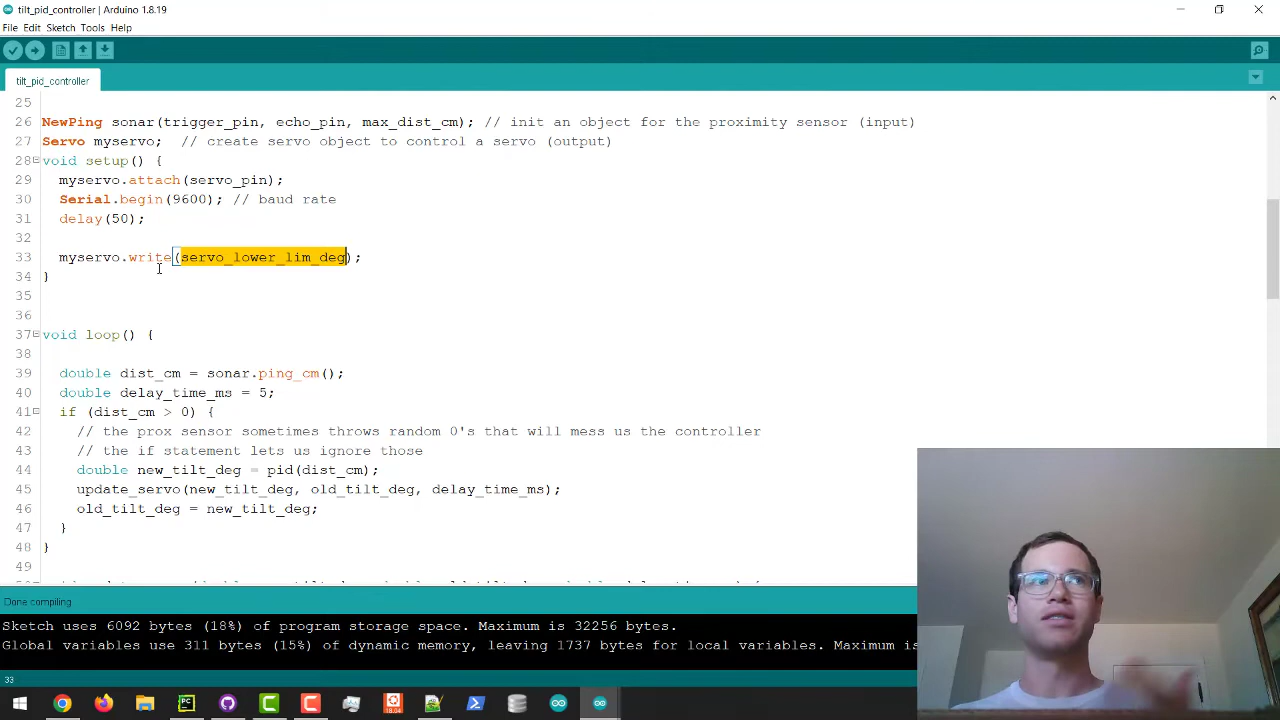 tilt_pid_controller | Arduino 1.8.19
File Edit Sketch Tools Help
tilt_pid_controller
25
26 NewPing sonar(trigger_pin, echo_pin, max_dist_cm); // init an object for the proximity sensor (input)
27 Servo myservo; // create servo object to control a servo (output)
28 void setup() {
29 myservo.attach(servo_pin);
30 Serial.begin(9600); // baud rate
31 delay(50);
32
33 myservo.write(servo_lower_lim_deg);
34 }
35
36
37 void loop() {
38
39 double dist_cm = sonar.ping_cm();
40 double delay_time_ms = 5;
41 if (dist_cm > 0) {
42 // the prox sensor sometimes throws random 0's that will mess us the controller
43 // the if statement lets us ignore those
44 double new_tilt_deg = pid(dist_cm);
45 update_servo(new_tilt_deg, old_tilt_deg, delay_time_ms);
46 old_tilt_deg = new_tilt_deg;
47 }
48 }
49
Done compiling
Sketch uses 6092 bytes (18%) of program storage space. Maximum is 32256 bytes.
Global variables use 311 bytes (15%) of dynamic memory, leaving 1737 bytes for local variables. Maximum is
33
PC
18.04